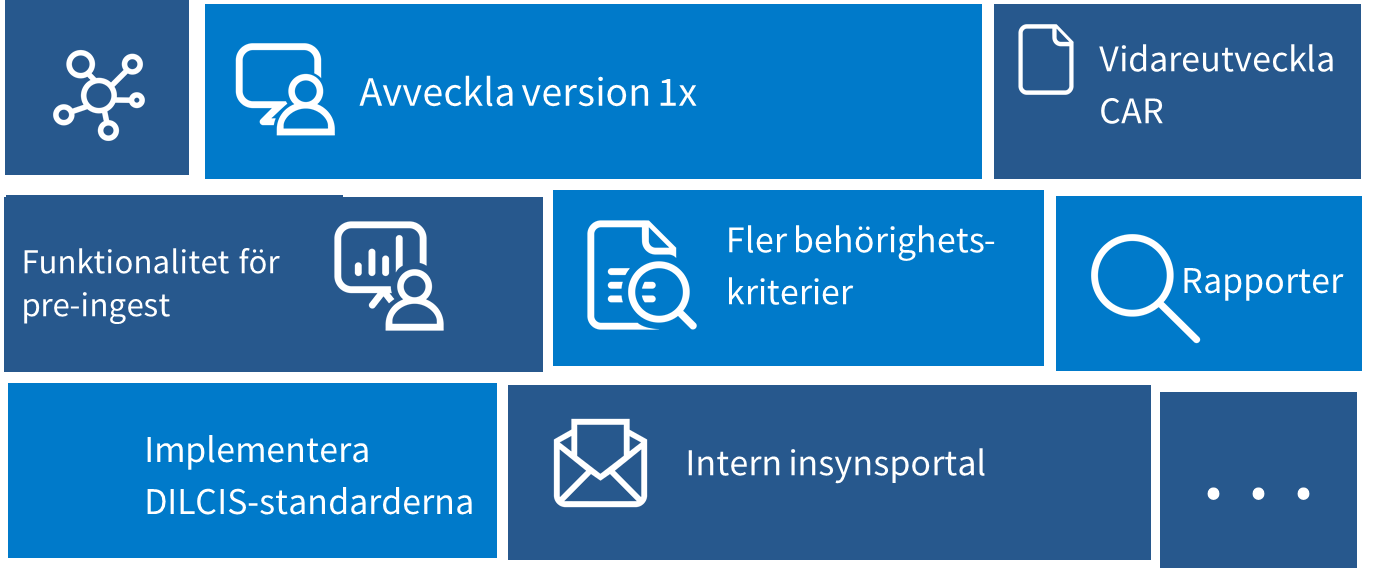 Avveckla version 1x
Vidareutveckla
CAR
Funktionalitet för
pre-ingest
Fler behörighets-
kriterier
Rapporter
Implementera
DILCIS-standarderna
Intern insynsportal
...